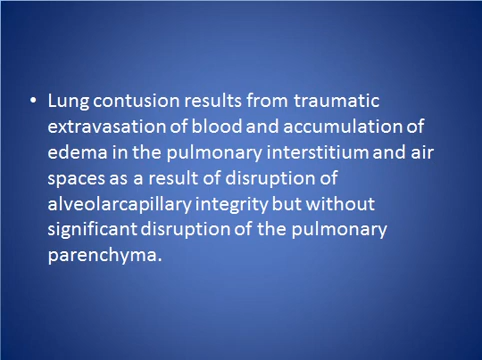 • Lung contusion results from traumatic
extravasation of blood and accumulation of
edema in the pulmonary interstitium and air
spaces as a result of disruption of
alveolarcapillary integrity but without
significant disruption of the pulmonary
parenchyma.